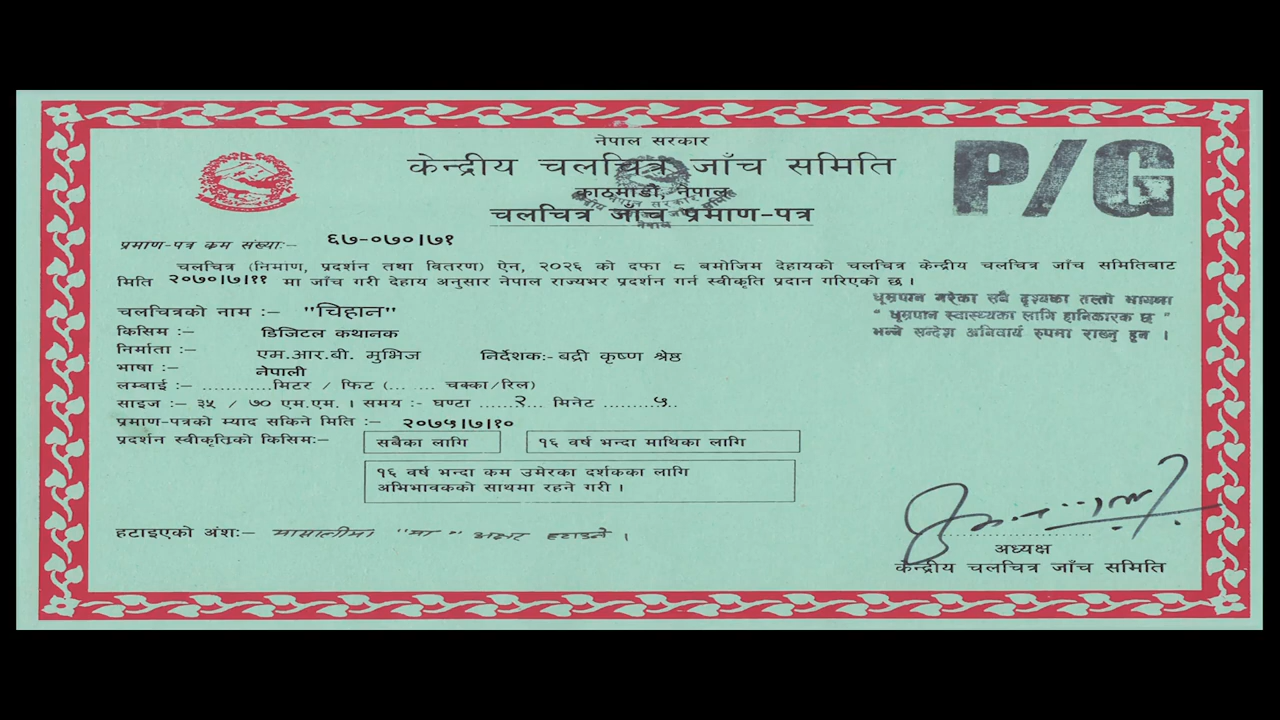 नेपाल सरकार
केन्द्रीय चलचित्र जाँच समिति
काठमाडौं, नेपाल
चलचित्र जाँच प्रमाण-पत्र
P/G
प्रमाण-पत्र क्रम संख्याः– ६७-०७०।७१
चलचित्र (निमाण, प्रदर्शन तथा बितरण) ऐन, २०२६ को दफा ८ बमोजिम देहायको चलचित्र केन्द्रीय चलचित्र जाँच समितिबाट
मिति २०७०।७।११ मा जाँच गरी देहाय अनुसार नेपाल राज्यभर प्रदर्शन गर्न स्वीकृति प्रदान गरिएको छ ।
धूम्रपान गरेका सबै दृश्यका तल्लो भागमा
" धूम्रपान स्वास्थ्यका लागि हानिकारक छ "
भन्ने सन्देश अनिवार्य रुपमा राख्नु हुन ।
चलचित्रको नाम :– "चिहान"
किसिम :– डिजिटल कथानक
निर्माता :– एम.आर.बी. मुभिज निर्देशकः- बद्री कृष्ण श्रेष्ठ
भाषा :– नेपाली
लम्बाई :– ............मिटर / फिट (... .... चक्का/रिल)
साइज :– ३५ / ७० एम.एम. । समय :- घण्टा ......२... मिनेट .........५..
प्रमाण-पत्रको म्याद सकिने मिति :– २०७५।७।१०
प्रदर्शन स्वीकृतिको किसिम:– सबैका लागि १६ वर्ष भन्दा माथिका लागि
१६ वर्ष भन्दा कम उमेरका दर्शकका लागि
अभिभावकको साथमा रहने गरी ।
हटाइएको अंश:– "मा" अक्षर हटाउने ।
अध्यक्ष
केन्द्रीय चलचित्र जाँच समिति